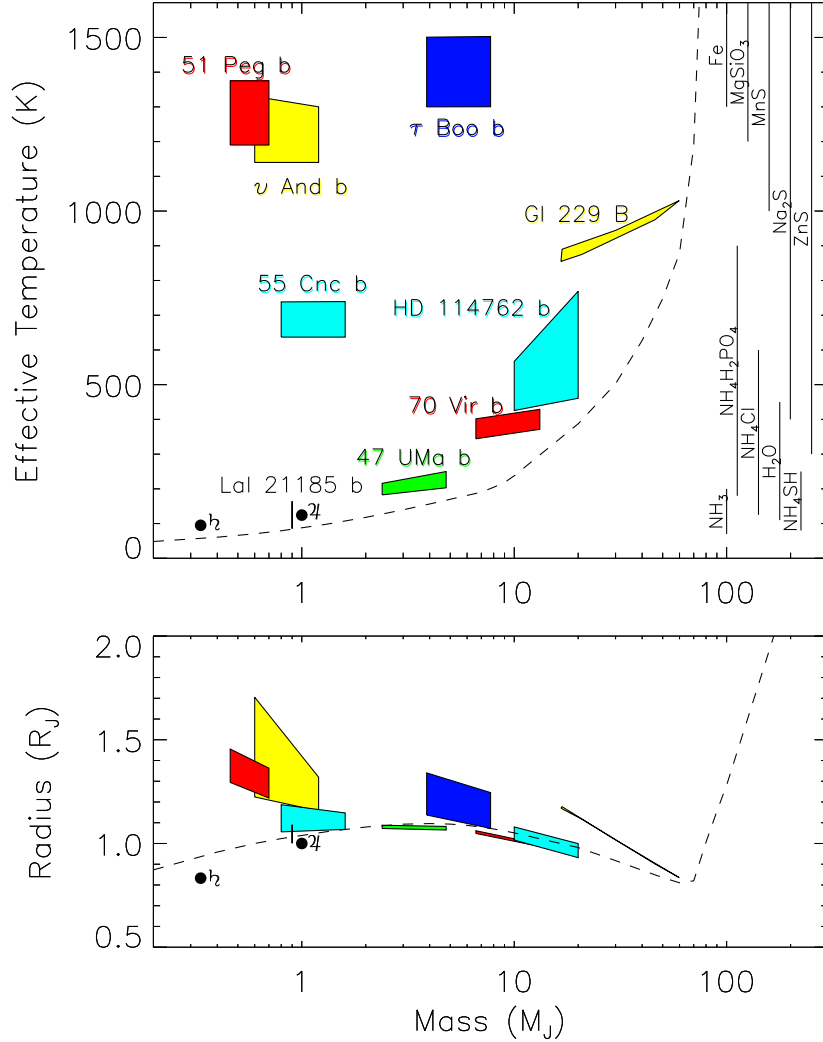 Effective Temperature (K)
1500
1000
500
0
51 Peg b
τ Boo b
υ And b
Gl 229 B
55 Cnc b
HD 114762 b
70 Vir b
47 UMa b
Lal 21185 b
♄
♃
Fe
MgSiO₃
MnS
Na₂S
ZnS
NH₄H₂PO₄
NH₄Cl
H₂O
NH₃
NH₄SH
1
10
100
Radius (R_J)
2.0
1.5
1.0
0.5
♄
♃
1
10
100
Mass (M_J)